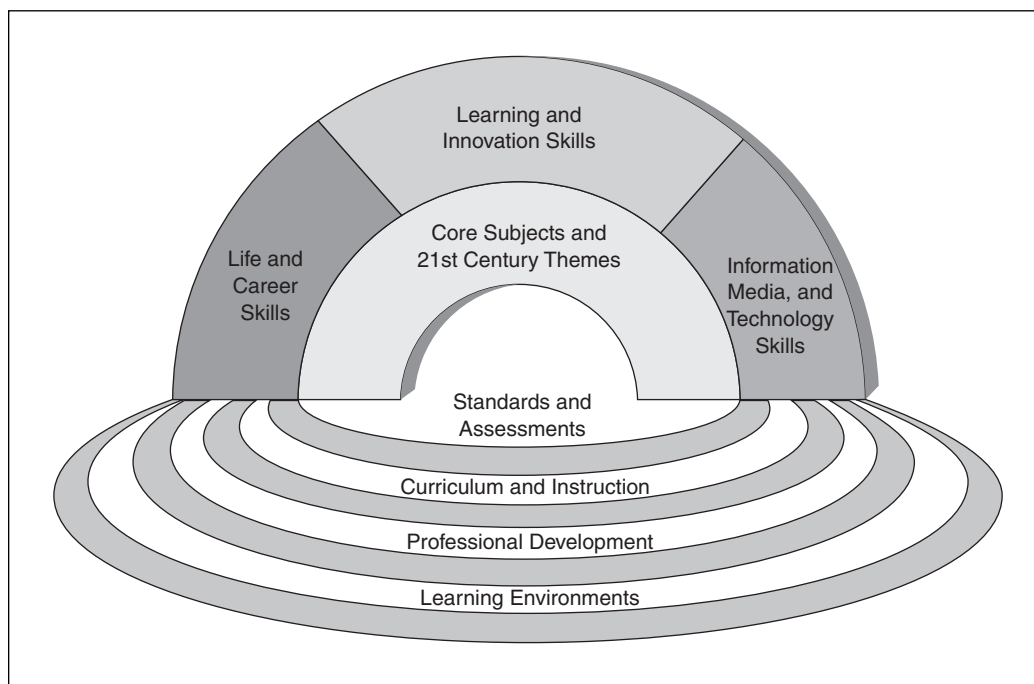 Learning and
Innovation Skills
Core Subjects and
21st Century Themes
Life and
Career
Skills
Information
Media, and
Technology
Skills
Standards and
Assessments
Curriculum and Instruction
Professional Development
Learning Environments